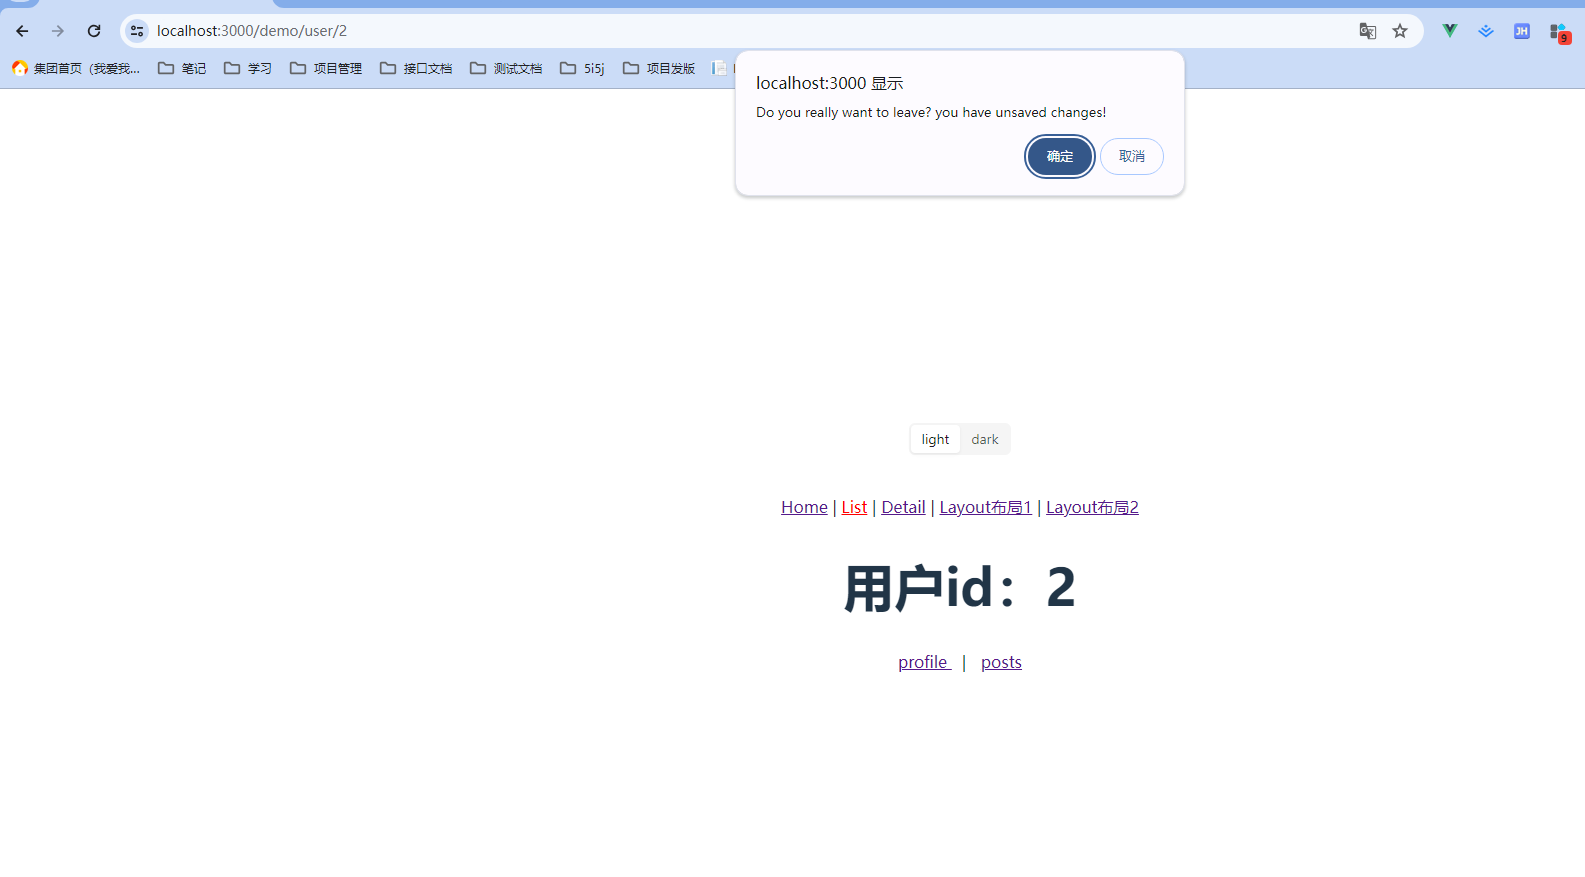 localhost:3000/demo/user/2
JH
9
集团首页（我爱我... 笔记 学习 项目管理 接口文档 测试文档 5i5j 项目发版
localhost:3000 显示
Do you really want to leave? you have unsaved changes!
确定 取消
light dark
Home | List | Detail | Layout布局1 | Layout布局2
用户id：2
profile | posts